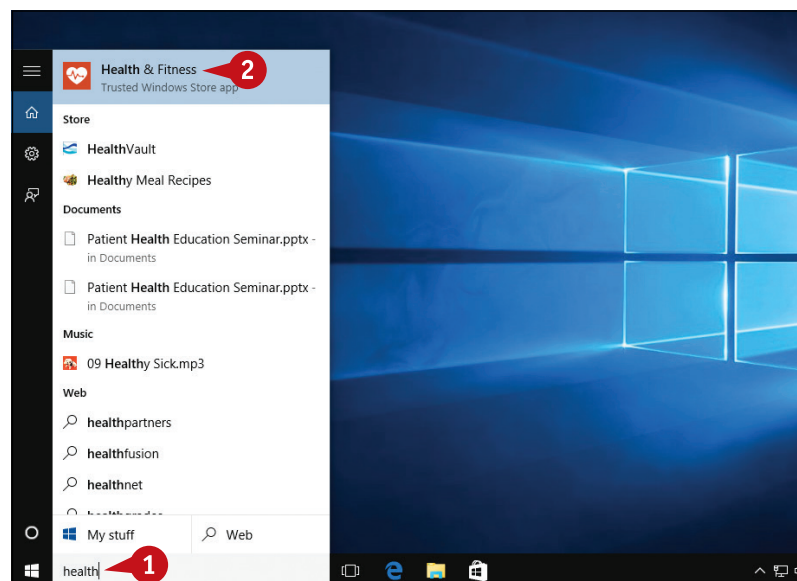 Health & Fitness
2
Trusted Windows Store app
Store
HealthVault
Healthy Meal Recipes
Documents
Patient Health Education Seminar.pptx -
in Documents
Patient Health Education Seminar.pptx -
in Documents
Music
09 Healthy Sick.mp3
Web
healthpartners
healthfusion
healthnet
My stuff
Web
health
1